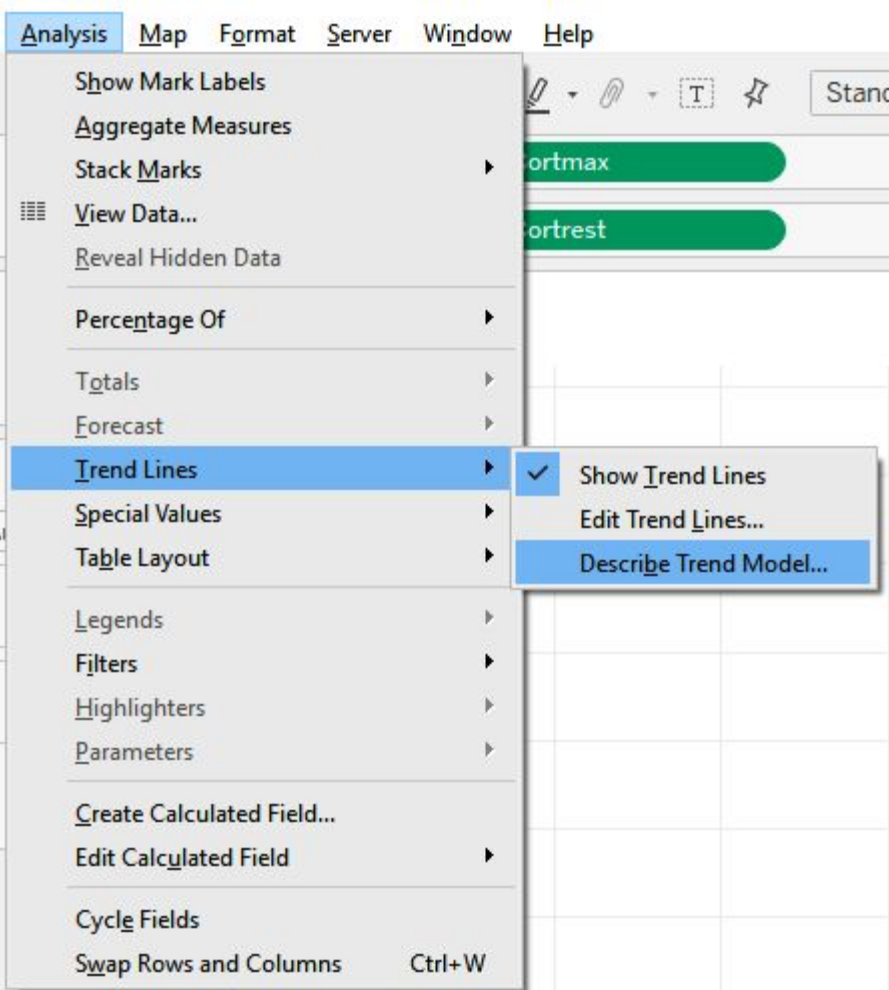 Analysis Map Format Server Window Help
Show Mark Labels
T
Aggregate Measures
Stack Marks
ortmax
View Data...
ortrest
Reveal Hidden Data
Percentage Of
Totals
Forecast
Trend Lines
Show Trend Lines
Special Values
Edit Trend Lines...
Table Layout
Describe Trend Model...
Legends
Filters
Highlighters
Parameters
Create Calculated Field...
Edit Calculated Field
Cycle Fields
Swap Rows and Columns Ctrl+W